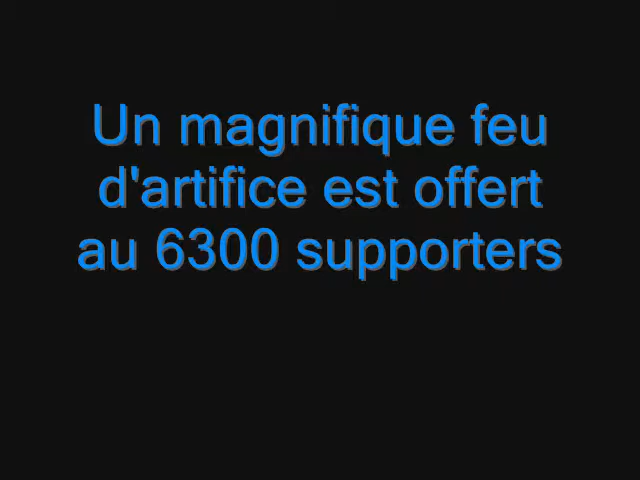 Un magnifique feu
d'artifice est offert
au 6300 supporters